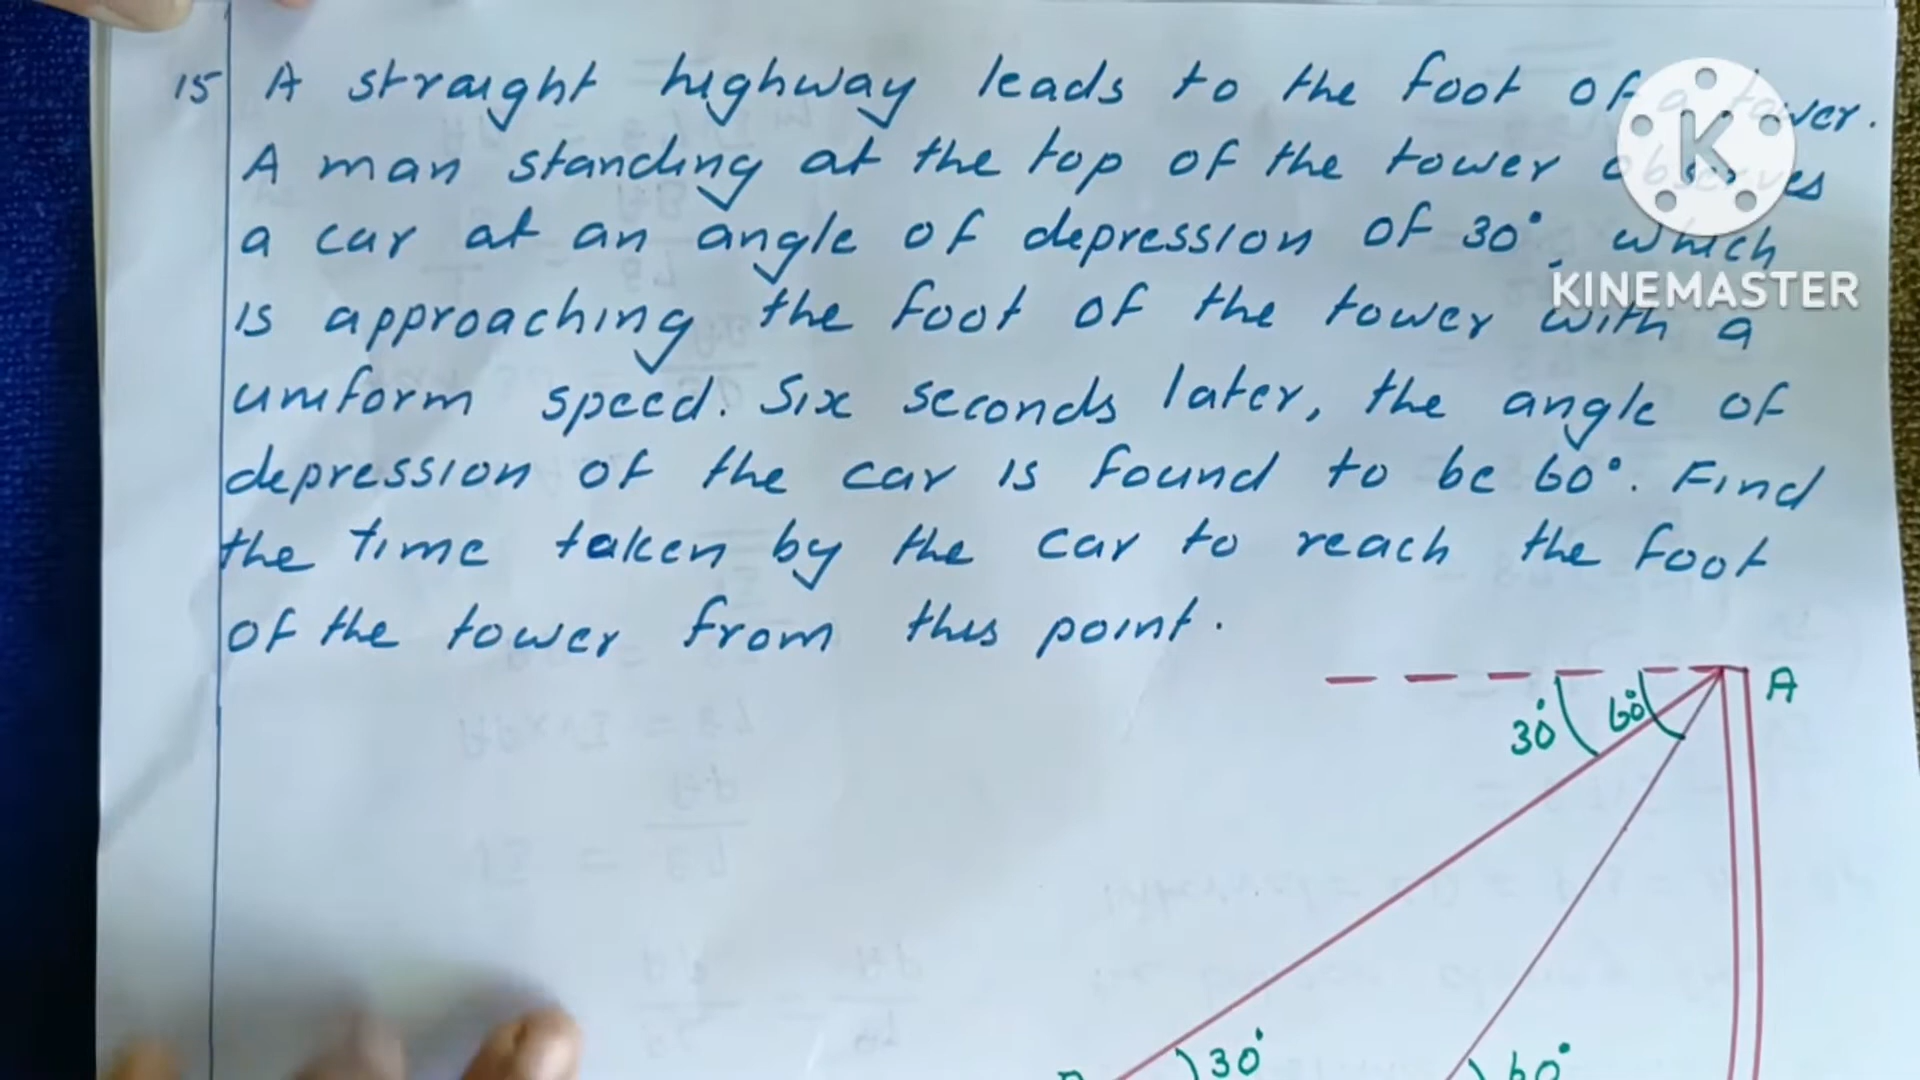 15 A straight highway leads to the foot of a tower.
A man standing at the top of the tower observes
a car at an angle of depression of 30°, which
is approaching the foot of the tower with a
uniform speed. Six seconds later, the angle of
depression of the car is found to be 60°. Find
the time taken by the car to reach the foot
of the tower from this point.
K
KINEMASTER
A
30° 60°
30° 60°